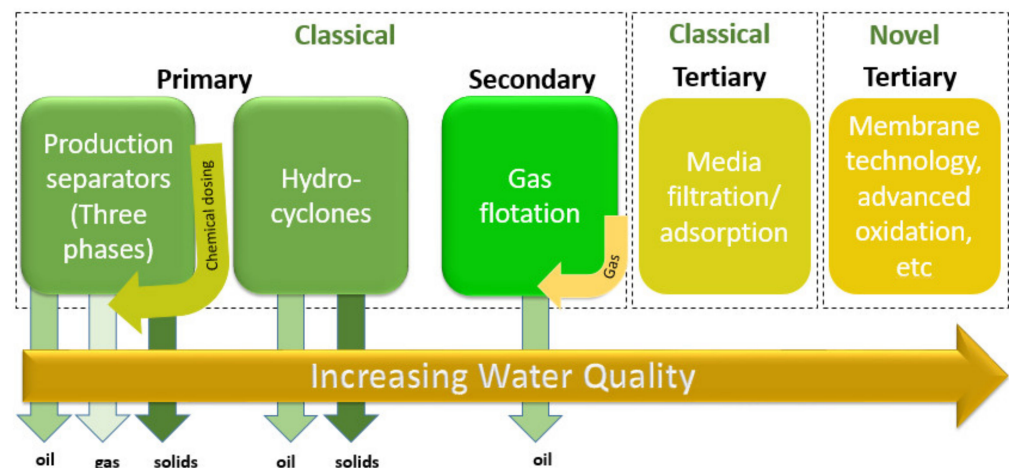 Classical
Classical
Novel
Primary
Secondary
Tertiary
Tertiary
Production
separators
(Three
phases)
Chemical dosing
Hydro-
cyclones
Gas
flotation
Gas
Media
filtration/
adsorption
Membrane
technology,
advanced
oxidation,
etc
Increasing Water Quality
oil
gas
solids
oil
solids
oil